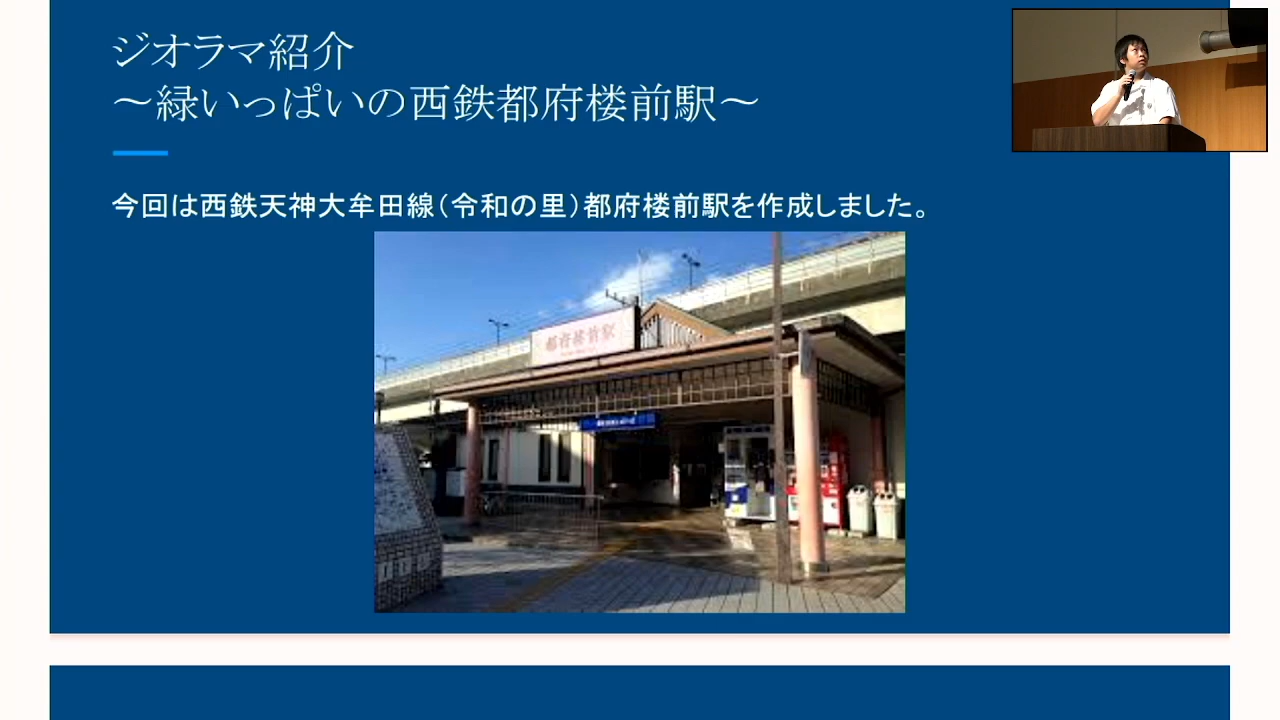 ジオラマ紹介
～緑いっぱいの西鉄都府楼前駅～
今回は西鉄天神大牟田線（令和の里）都府楼前駅を作成しました。
都府楼前駅